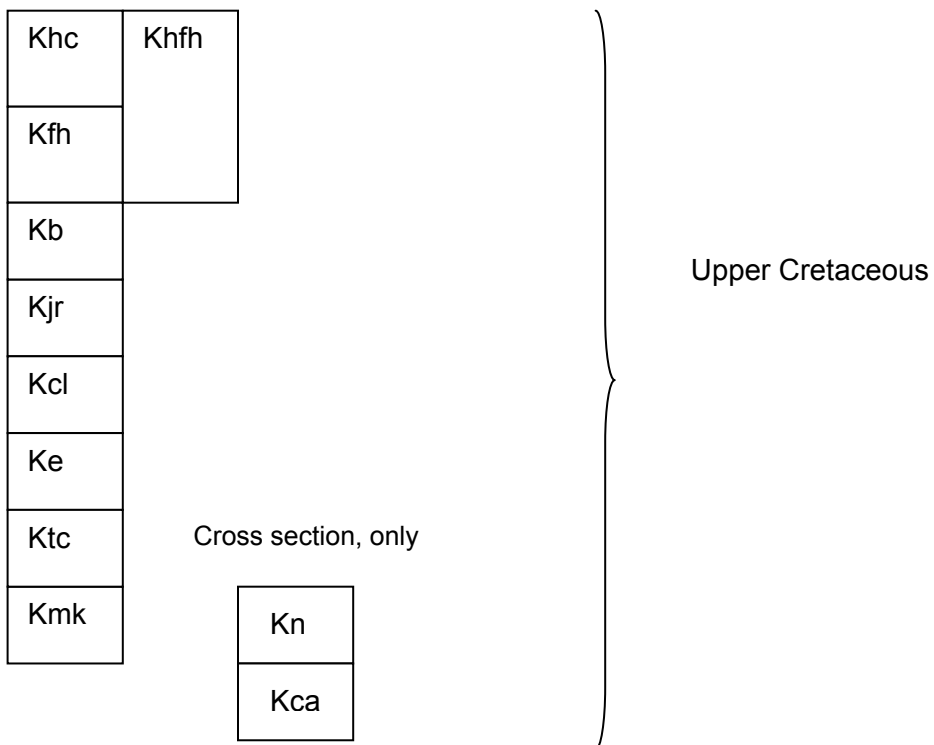 Khc Khfh
Kfh
Kb
Upper Cretaceous
Kjr
Kcl
Ke
Ktc Cross section, only
Kmk Kn
Kca